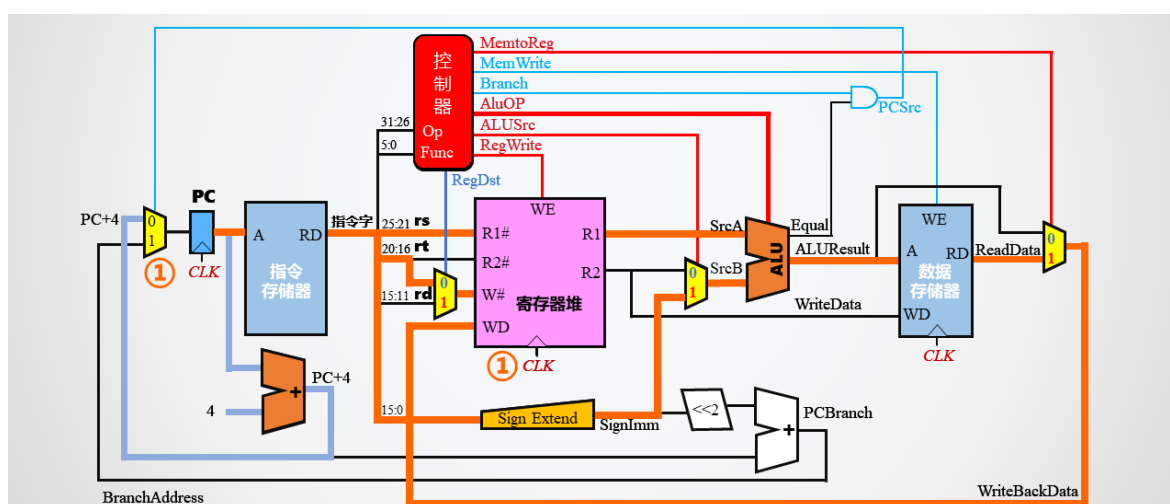 MemtoReg
MemWrite
Branch
AluOP
ALUSrc
RegWrite
控制器
Op
Func
31:26
5:0
RegDst
PCSrc
PC+4
0
1
①
PC
CLK
A
RD
指令
存储器
指令字
25:21 rs
20:16 rt
15:11 rd
0
1
WE
R1#
R1
R2#
R2
W#
寄存器堆
WD
①
CLK
SrcA
SrcB
0
1
ALU
Equal
ALUResult
WriteData
WE
A
RD
数据
存储器
WD
CLK
ReadData
0
1
PC+4
+
4
15:0
Sign Extend
SignImm
<<2
+
PCBranch
BranchAddress
WriteBackData